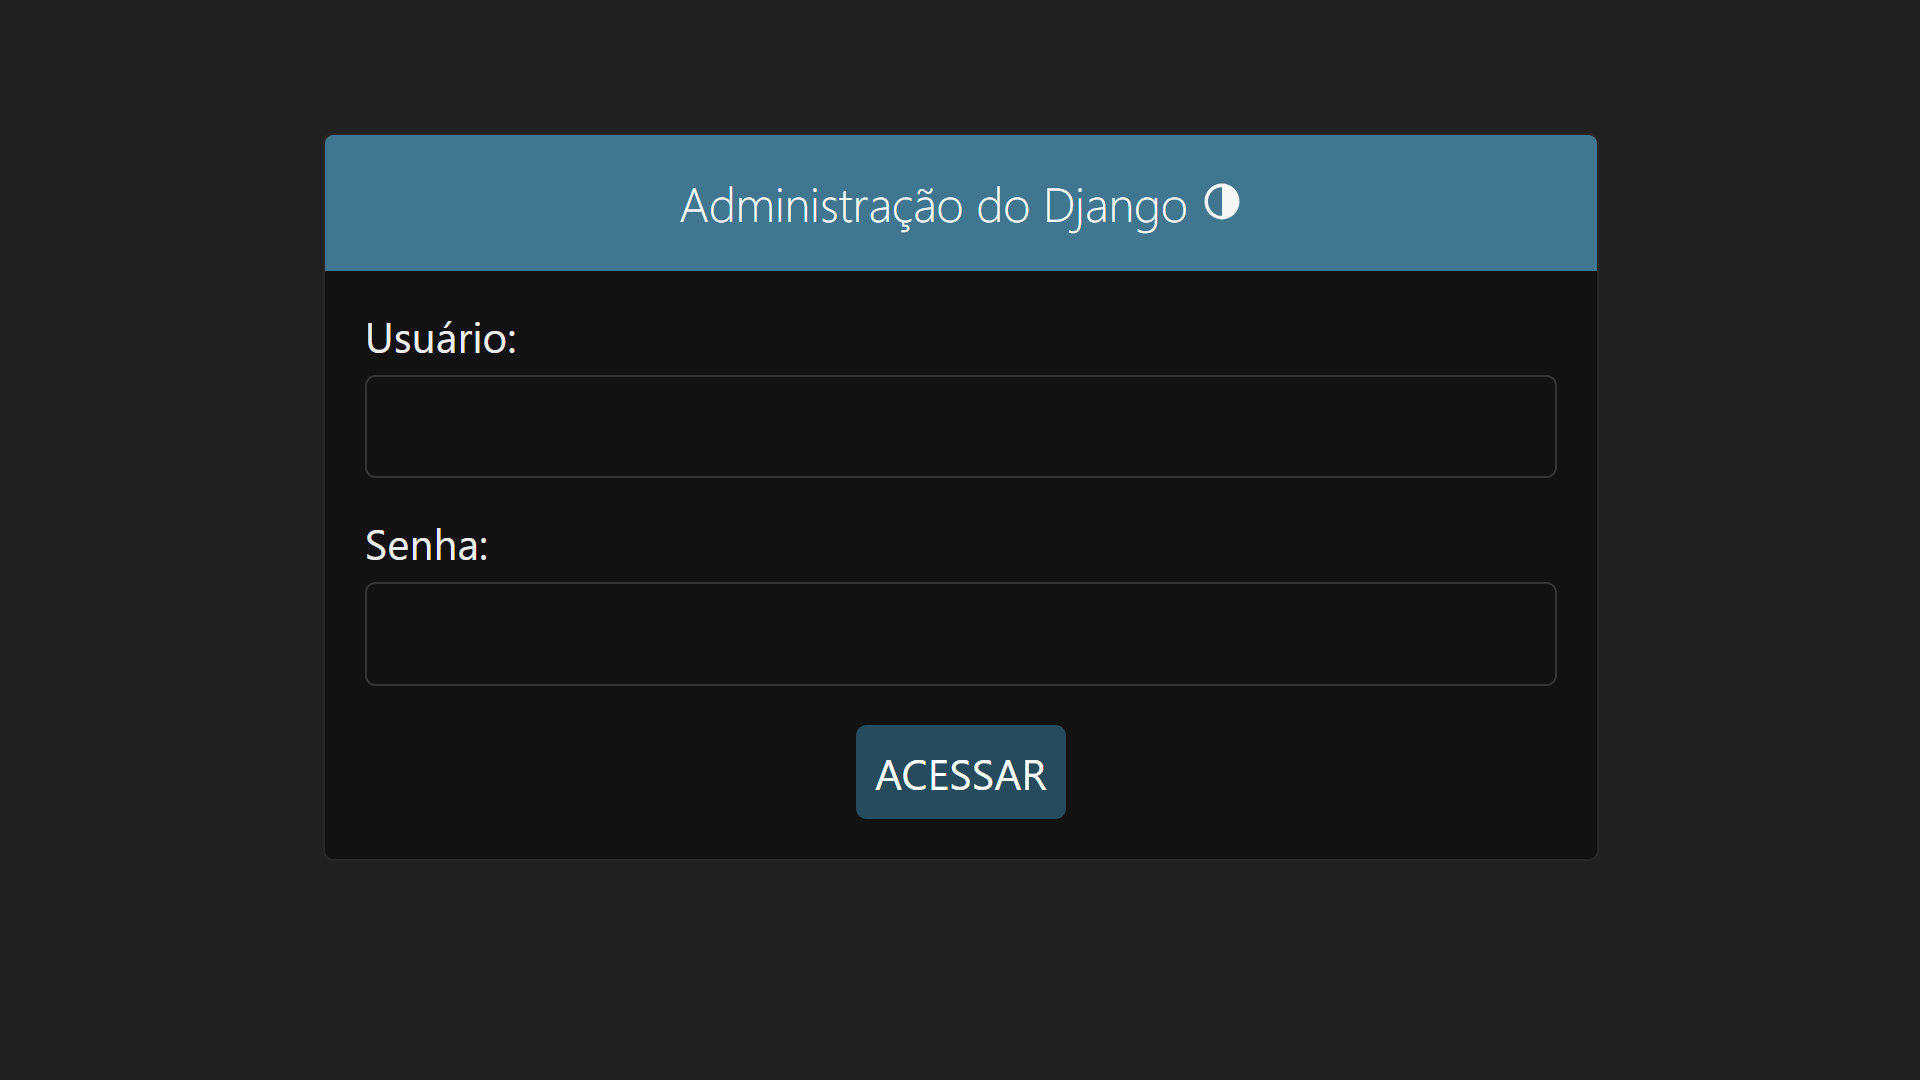 Administração do Django
Usuário:
Senha:
ACESSAR